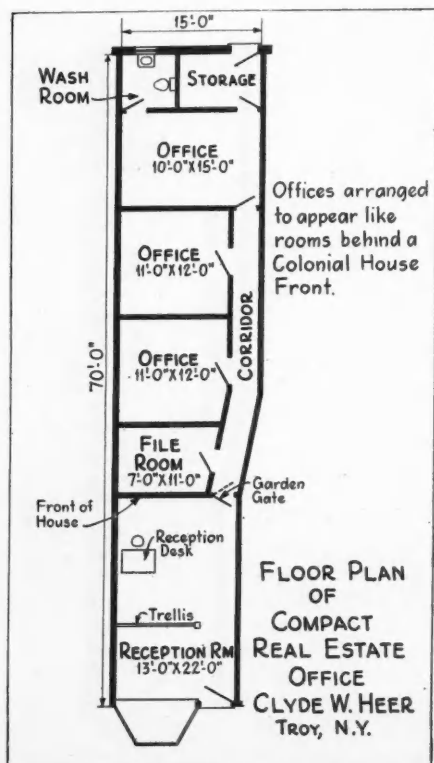 15'-0"
WASH
ROOM
STORAGE
OFFICE
10'-0"X15'-0"
Offices arranged
to appear like
rooms behind a
Colonial House
Front.
OFFICE
11'-0"X12'-0"
CORRIDOR
70'-0"
OFFICE
11'-0"X12'-0"
FILE
ROOM
7'-0"X11'-0"
Garden
Gate
Front of
House
Reception
Desk
Trellis
RECEPTION RM
13'-0"X22'-0"
FLOOR PLAN
OF
COMPACT
REAL ESTATE
OFFICE
CLYDE W. HEER
TROY, N.Y.